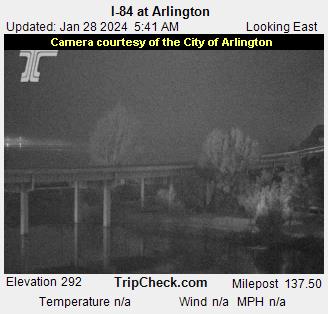 I-84 at Arlington
Updated: Jan 28 2024 5:41 AM Looking East
Camera courtesy of the City of Arlington
Elevation 292 TripCheck.com Milepost 137.50
Temperature n/a Wind n/a MPH n/a